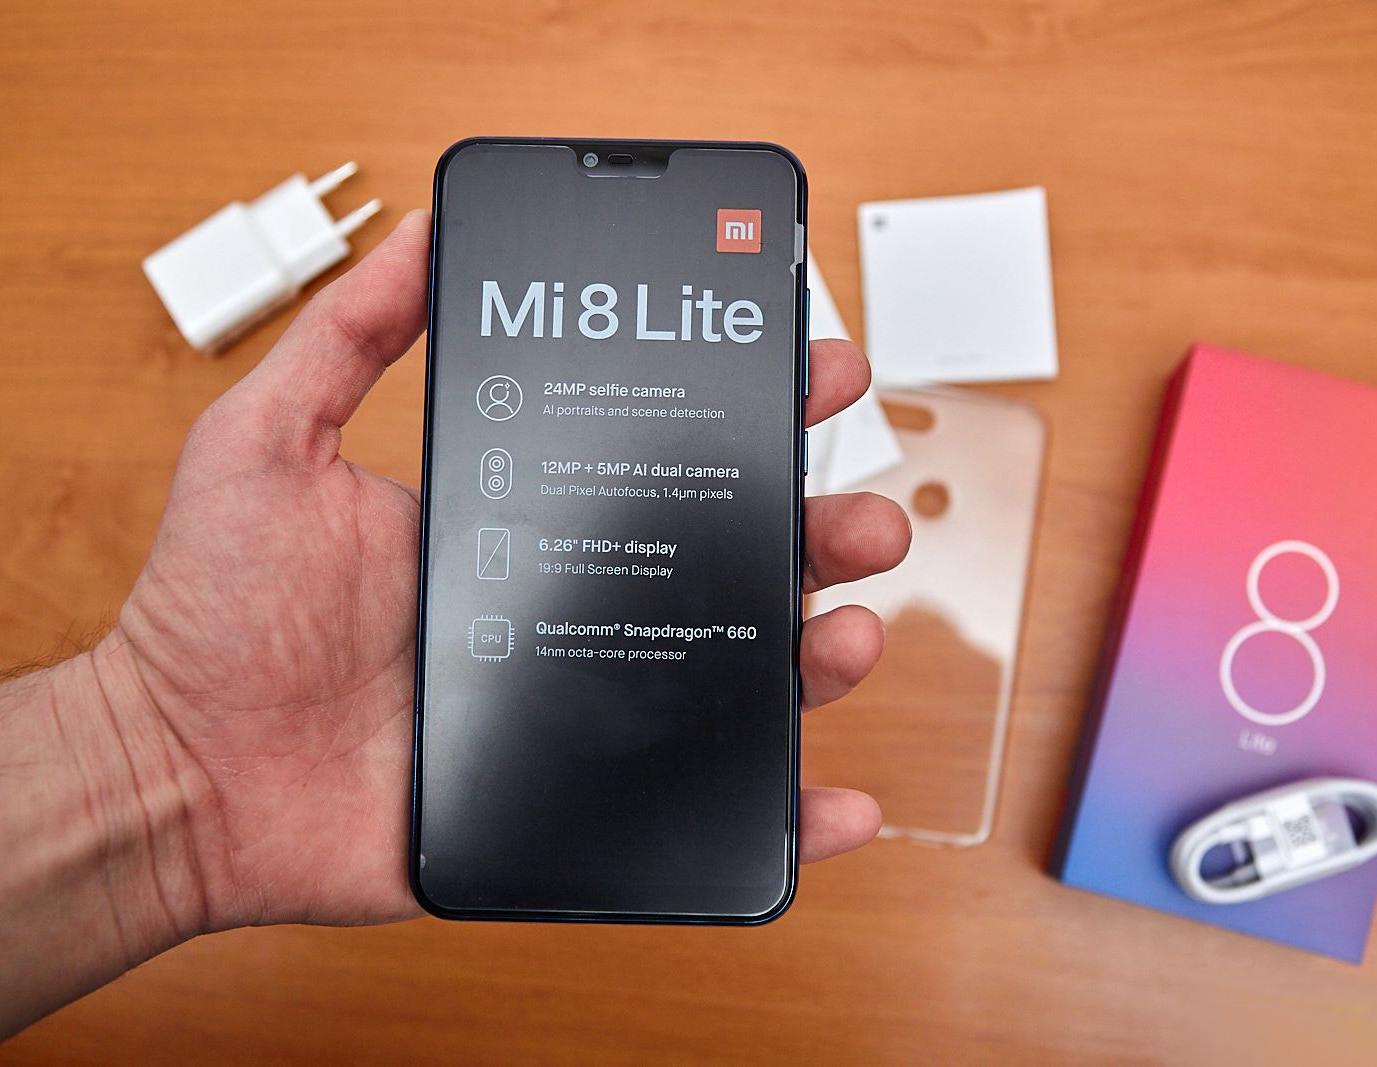 mi
Mi 8 Lite
24MP selfie camera
AI portraits and scene detection
12MP + 5MP AI dual camera
Dual Pixel Autofocus, 1.4µm pixels
6.26" FHD+ display
19:9 Full Screen Display
CPU
Qualcomm® Snapdragon™ 660
14nm octa-core processor
8
Lite